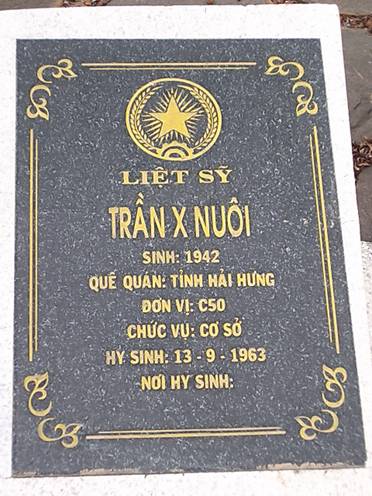 LIỆT SỸ
TRẦN X NUÔI
SINH: 1942
QUÊ QUÁN: TỈNH HẢI HƯNG
ĐƠN VỊ: C50
CHỨC VỤ: CƠ SỞ
HY SINH: 13 - 9 - 1963
NƠI HY SINH: